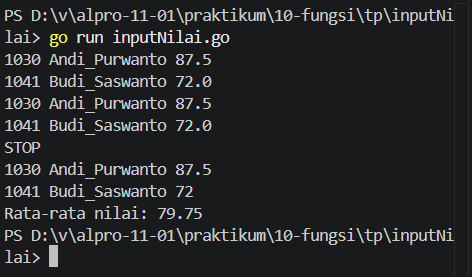 PS D:\v\alpro-11-01\praktikum\10-fungsi\tp\inputNi
lai> go run inputNilai.go
1030 Andi_Purwanto 87.5
1041 Budi_Saswanto 72.0
1030 Andi_Purwanto 87.5
1041 Budi_Saswanto 72.0
STOP
1030 Andi_Purwanto 87.5
1041 Budi_Saswanto 72
Rata-rata nilai: 79.75
PS D:\v\alpro-11-01\praktikum\10-fungsi\tp\inputNi
lai>